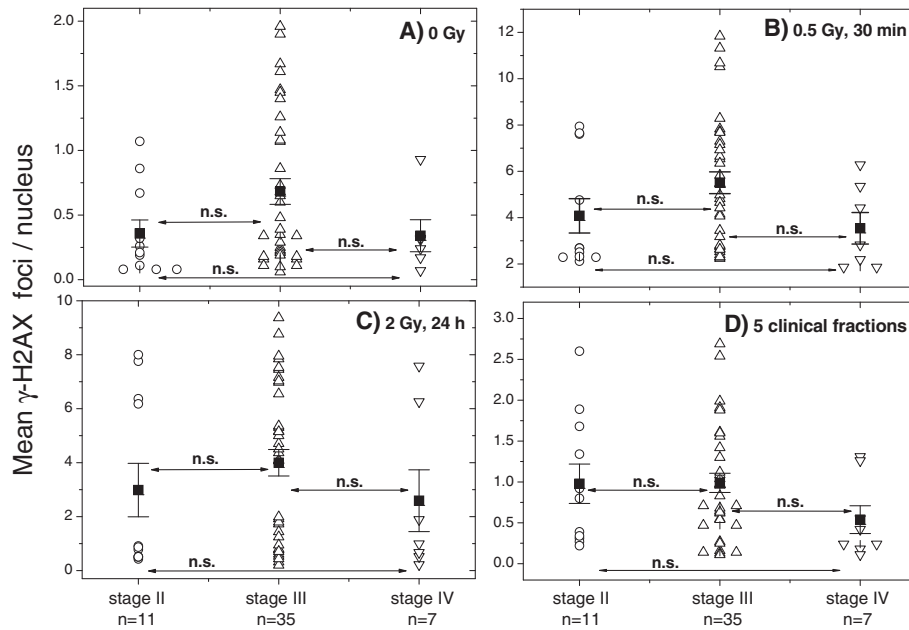 Mean γ-H2AX foci / nucleus
A) 0 Gy
2.0
1.5
1.0
0.5
0.0
n.s.
n.s.
n.s.
B) 0.5 Gy, 30 min
12
10
8
6
4
2
n.s.
n.s.
n.s.
C) 2 Gy, 24 h
10
8
6
4
2
0
n.s.
n.s.
n.s.
stage II
n=11
stage III
n=35
stage IV
n=7
D) 5 clinical fractions
3.0
2.5
2.0
1.5
1.0
0.5
0.0
n.s.
n.s.
n.s.
stage II
n=11
stage III
n=35
stage IV
n=7